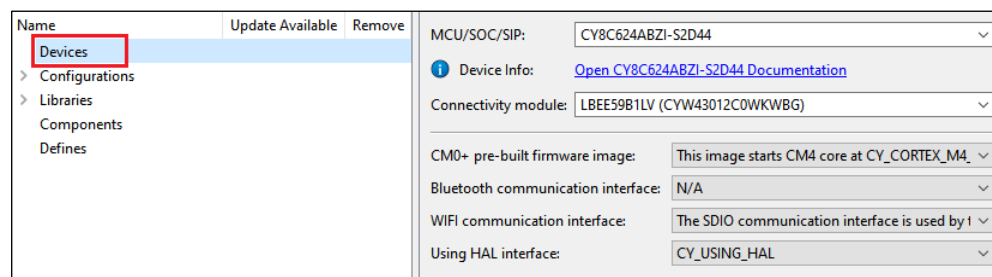 Name Update Available Remove
Devices
Configurations
Libraries
Components
Defines
MCU/SOC/SIP: CY8C624ABZI-S2D44
Device Info: Open CY8C624ABZI-S2D44 Documentation
Connectivity module: LBEE59B1LV (CYW43012C0WKWBG)
CM0+ pre-built firmware image: This image starts CM4 core at CY_CORTEX_M4_
Bluetooth communication interface: N/A
WIFI communication interface: The SDIO communication interface is used by t
Using HAL interface: CY_USING_HAL